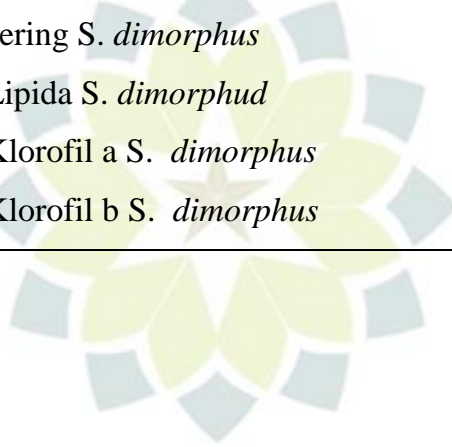 ering S. dimorphus
Lipida S. dimorphud
Klorofil a S. dimorphus
Klorofil b S. dimorphus